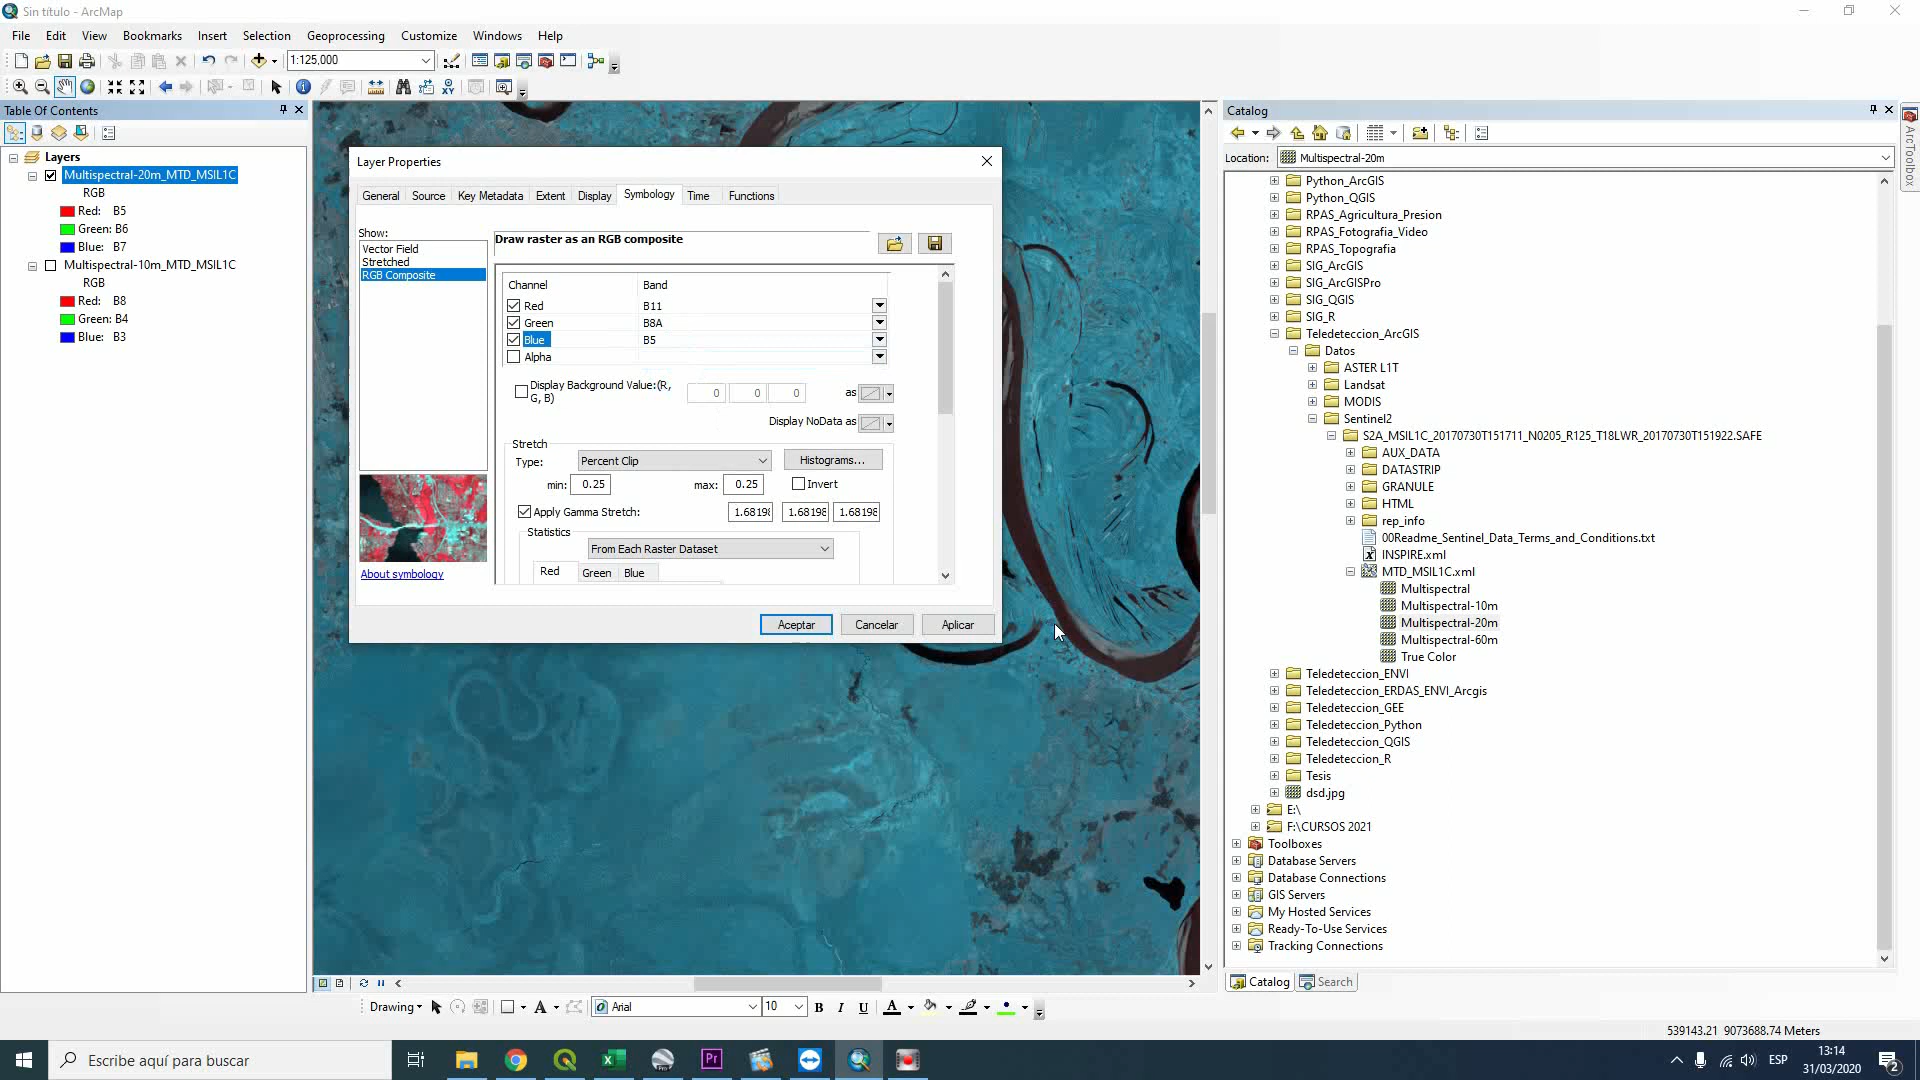 Sin título - ArcMap
File Edit View Bookmarks Insert Selection Geoprocessing Customize Windows Help
1:125,000
Table Of Contents
Layers
Multispectral-20m_MTD_MSIL1C
RGB
Red: B5
Green: B6
Blue: B7
Multispectral-10m_MTD_MSIL1C
RGB
Red: B8
Green: B4
Blue: B3
Layer Properties
General Source Key Metadata Extent Display Symbology Time Functions
Show:
Vector Field
Stretched
RGB Composite
About symbology
Draw raster as an RGB composite
Channel Band
Red B11
Green B8A
Blue B5
Alpha
Display Background Value:(R, G, B) 0 0 0 as
Display NoData as
Stretch
Type: Percent Clip Histograms...
min: 0.25 max: 0.25 Invert
Apply Gamma Stretch: 1.68198 1.68198 1.68198
Statistics
From Each Raster Dataset
Red Green Blue
Aceptar Cancelar Aplicar
Catalog
Location: Multispectral-20m
Python_ArcGIS
Python_QGIS
RPAS_Agricultura_Presion
RPAS_Fotografia_Video
RPAS_Topografia
SIG_ArcGIS
SIG_ArcGISPro
SIG_QGIS
SIG_R
Teledeteccion_ArcGIS
Datos
ASTER L1T
Landsat
MODIS
Sentinel2
S2A_MSIL1C_20170730T151711_N0205_R125_T18LWR_20170730T151922.SAFE
AUX_DATA
DATASTRIP
GRANULE
HTML
rep_info
00Readme_Sentinel_Data_Terms_and_Conditions.txt
INSPIRE.xml
MTD_MSIL1C.xml
Multispectral
Multispectral-10m
Multispectral-20m
Multispectral-60m
True Color
Teledeteccion_ENVI
Teledeteccion_ERDAS_ENVI_Arcgis
Teledeteccion_GEE
Teledeteccion_Python
Teledeteccion_QGIS
Teledeteccion_R
Tesis
dsd.jpg
E:\
F:\CURSOS 2021
Toolboxes
Database Servers
Database Connections
GIS Servers
My Hosted Services
Ready-To-Use Services
Tracking Connections
Catalog Search
ArcToolbox
Drawing Arial 10 B I U A
539143.21 9073688.74 Meters
Escribe aquí para buscar
ESP
13:14
31/03/2020
2